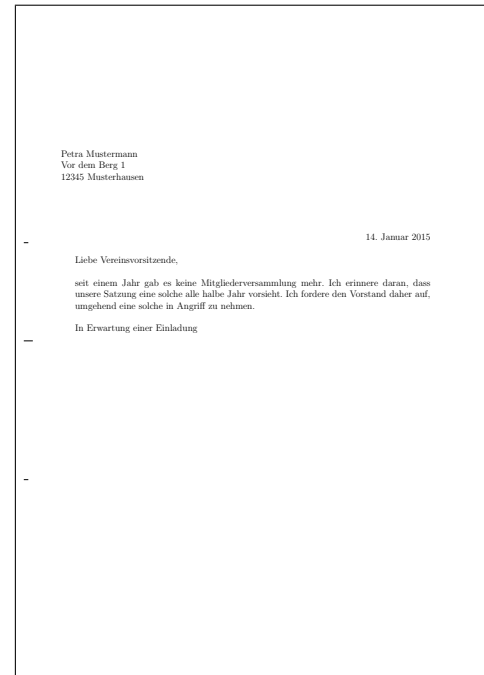 Petra Mustermann
Vor dem Berg 1
12345 Musterhausen
14. Januar 2015
Liebe Vereinsvorsitzende,
seit einem Jahr gab es keine Mitgliederversammlung mehr. Ich erinnere daran, dass
unsere Satzung eine solche alle halbe Jahr vorsieht. Ich fordere den Vorstand daher auf,
umgehend eine solche in Angriff zu nehmen.
In Erwartung einer Einladung